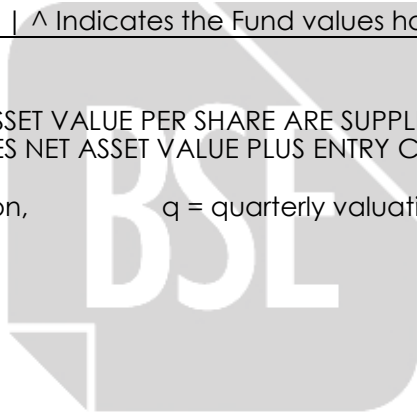 | ^ Indicates the Fund values
SSET VALUE PER SHARE ARE SUPPL
ES NET ASSET VALUE PLUS ENTRY C
on, q = quarterly valuati
BSE